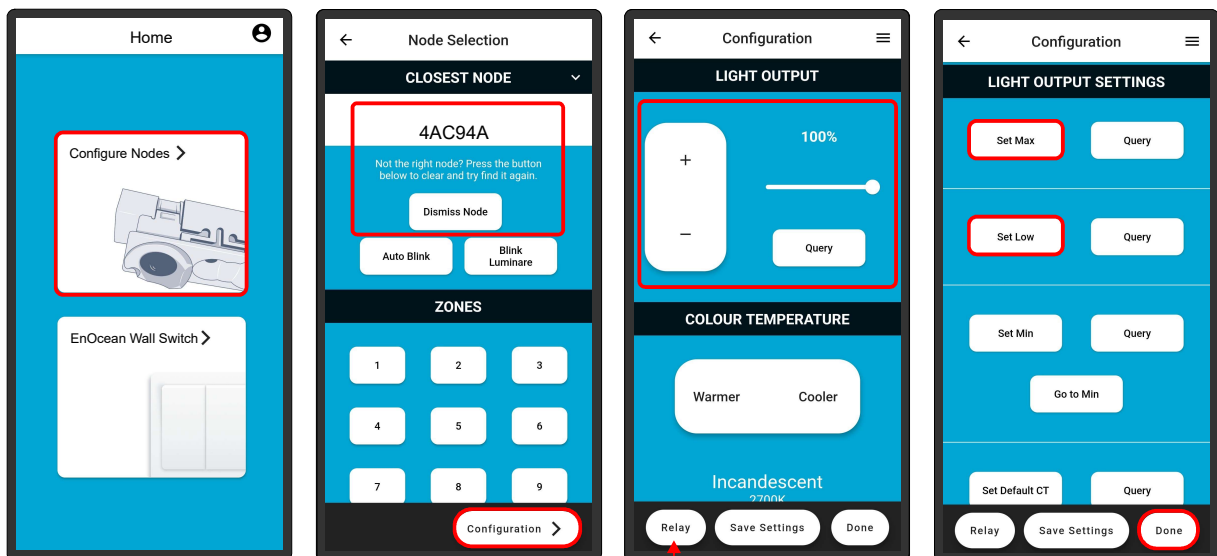 Home
Configure Nodes
EnOcean Wall Switch
Node Selection
CLOSEST NODE
4AC94A
Not the right node? Press the button
below to clear and try find it again.
Dismiss Node
Auto Blink
Blink
Luminare
ZONES
1 2 3
4 5 6
7 8 9
Configuration
Configuration
LIGHT OUTPUT
+
100%
−
Query
COLOUR TEMPERATURE
Warmer Cooler
Incandescent
2700K
Relay Save Settings Done
Configuration
LIGHT OUTPUT SETTINGS
Set Max Query
Set Low Query
Set Min Query
Go to Min
Set Default CT Query
Relay Save Settings Done